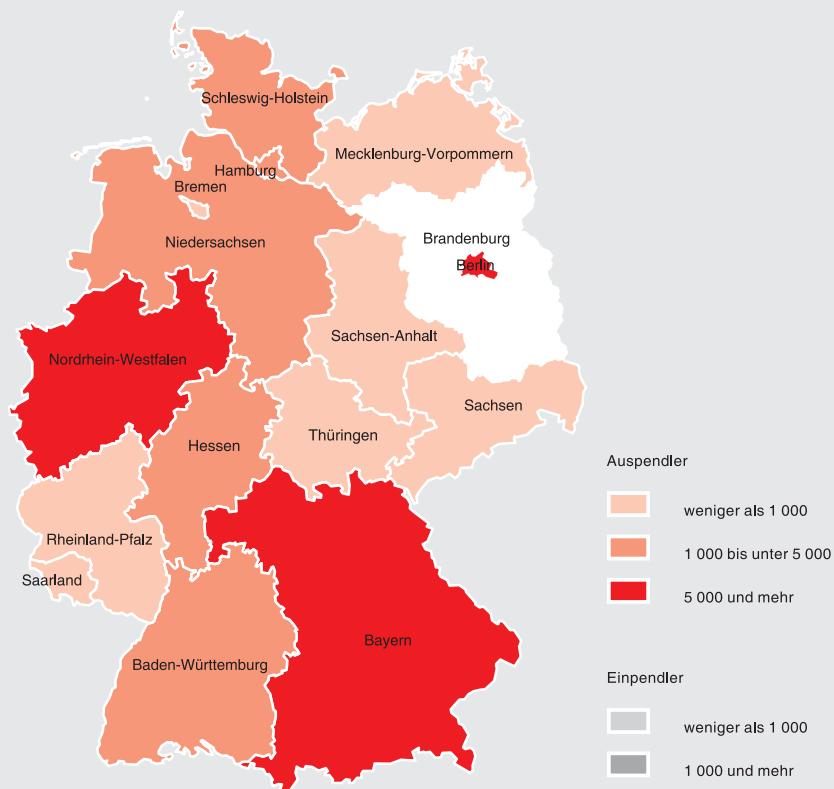 Schleswig-Holstein
Mecklenburg-Vorpommern
Hamburg
Bremen
Niedersachsen
Brandenburg
Berlin
Sachsen-Anhalt
Nordrhein-Westfalen
Sachsen
Thüringen
Hessen
Rheinland-Pfalz
Saarland
Bayern
Baden-Württemburg
Auspendler
weniger als 1 000
1 000 bis unter 5 000
5 000 und mehr
Einpendler
weniger als 1 000
1 000 und mehr